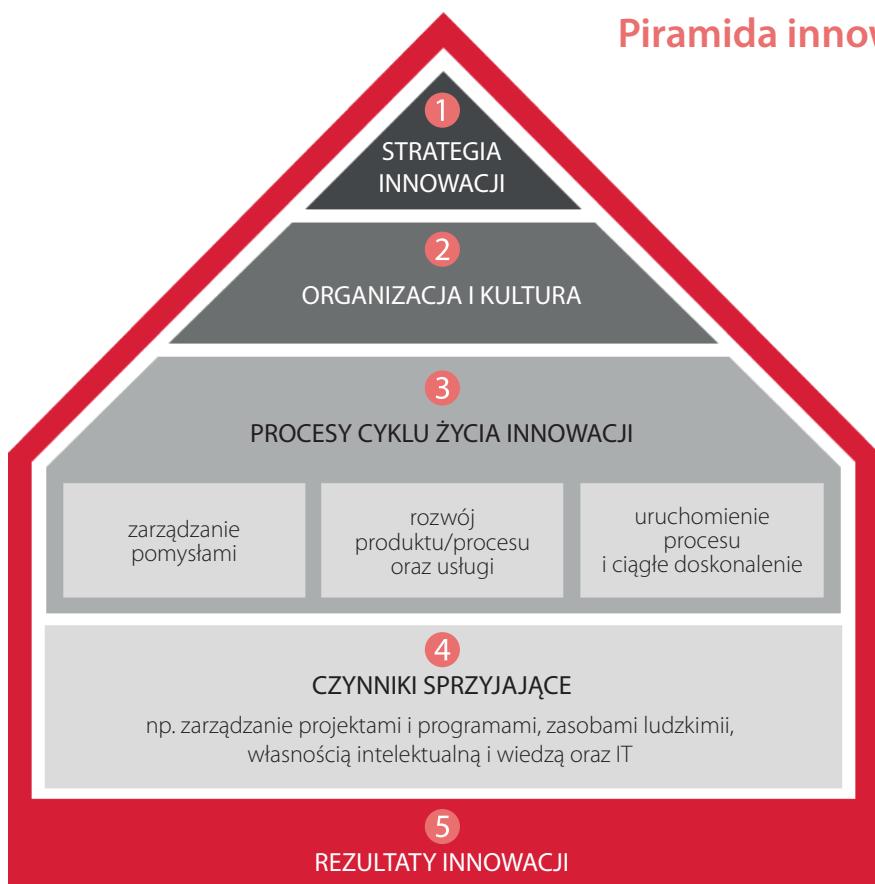 Piramida innow
1
STRATEGIA
INNOWACJI
2
ORGANIZACJA I KULTURA
3
PROCESY CYKLU ŻYCIA INNOWACJI
zarządzanie
pomysłami
rozwój
produktu/procesu
oraz usługi
uruchomienie
procesu
i ciągłe doskonalenie
4
CZYNNIKI SPRZYJAJĄCE
np. zarządzanie projektami i programami, zasobami ludzkimii,
własnością intelektualną i wiedzą oraz IT
5
REZULTATY INNOWACJI